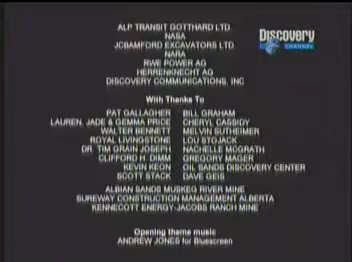 ALP TRANSIT GOTTHARD LTD
NASA
JCBAMFORD EXCAVATORS LTD
NARA
RWE POWER AG
HERRENKNECHT AG
DISCOVERY COMMUNICATIONS, INC
Discovery
CHANNEL
With Thanks To
PAT GALLAGHER BILL GRAHAM
LAUREN, JADE & GEMMA PRICE CHERYL CASSIDY
WALTER BENNETT MELVIN SUTHEIMER
ROYAL LIVINGSTONE LOU STOJACK
DR. TIM GRAIN JOSEPH NACHELLE MCGRATH
CLIFFORD H. DIMM GREGORY MAGER
KEVIN KEON OIL SANDS DISCOVERY CENTER
SCOTT STACK DAVE GEIS
ALBIAN SANDS MUSKEG RIVER MINE
SUREWAY CONSTRUCTION MANAGEMENT ALBERTA
KENNECOTT ENERGY-JACOBS RANCH MINE
Opening theme music
ANDREW JONES for Bluescreen